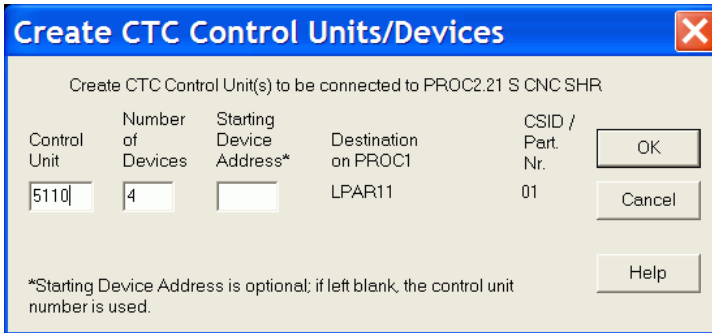 Create CTC Control Units/Devices
Create CTC Control Unit(s) to be connected to PROC2.21 S CNC SHR
Control Unit
Number of Devices
Starting Device Address*
Destination on PROC1
CSID / Part. Nr.
OK
5110
4
LPAR11
01
Cancel
*Starting Device Address is optional; if left blank, the control unit
number is used.
Help